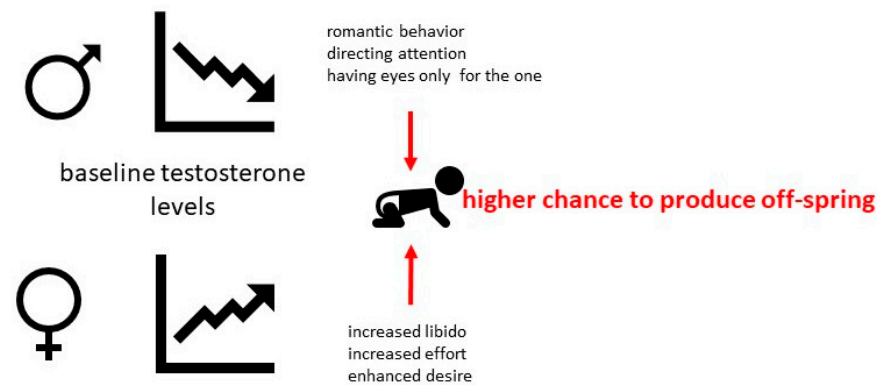 romantic behavior
directing attention
having eyes only  for the one
baseline testosterone
levels
higher chance to produce off-spring
increased libido
increased effort
enhanced desire